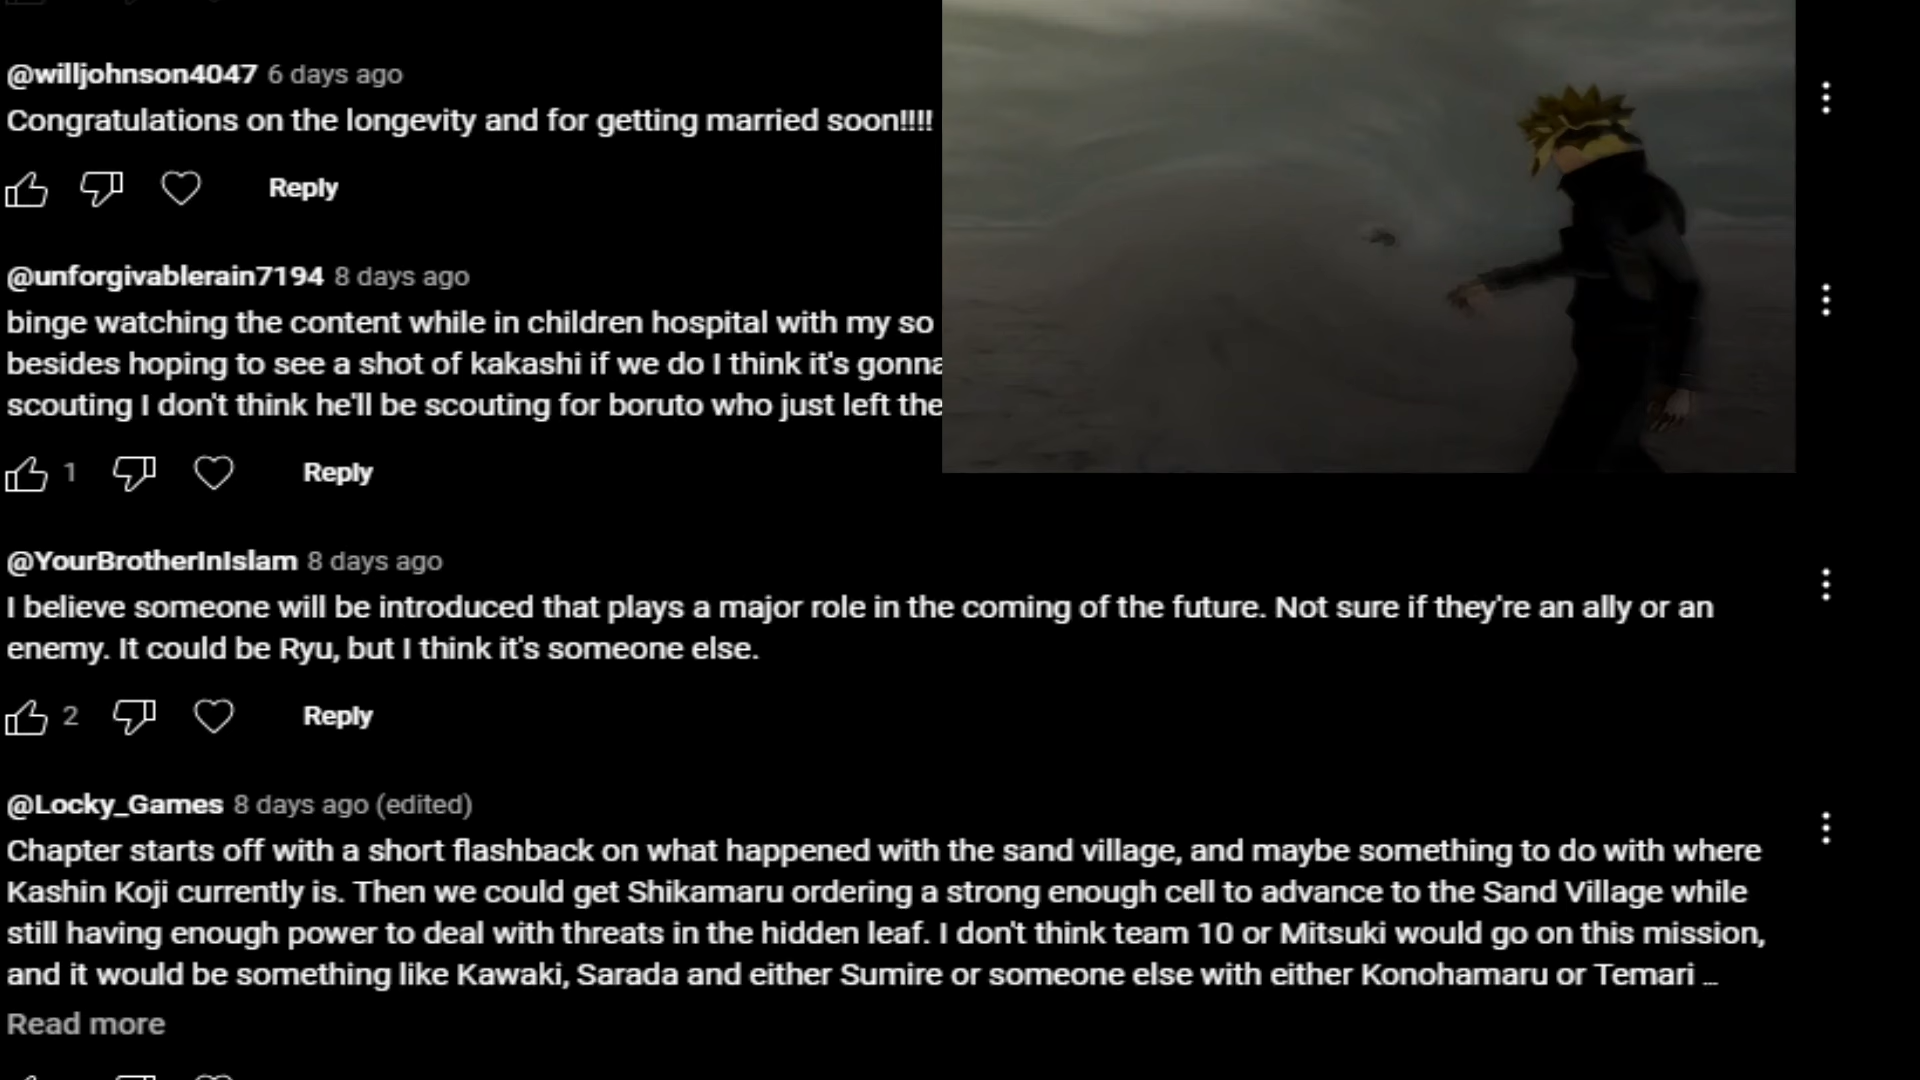 @willjohnson4047 6 days ago
Congratulations on the longevity and for getting married soon!!!!
Reply
@unforgivablerain7194 8 days ago
binge watching the content while in children hospital with my so
besides hoping to see a shot of kakashi if we do I think it's gonna
scouting I don't think he'll be scouting for boruto who just left the
1 Reply
@YourBrotherInIslam 8 days ago
I believe someone will be introduced that plays a major role in the coming of the future. Not sure if they're an ally or an
enemy. It could be Ryu, but I think it's someone else.
2 Reply
@Locky_Games 8 days ago (edited)
Chapter starts off with a short flashback on what happened with the sand village, and maybe something to do with where
Kashin Koji currently is. Then we could get Shikamaru ordering a strong enough cell to advance to the Sand Village while
still having enough power to deal with threats in the hidden leaf. I don't think team 10 or Mitsuki would go on this mission,
and it would be something like Kawaki, Sarada and either Sumire or someone else with either Konohamaru or Temari ...
Read more